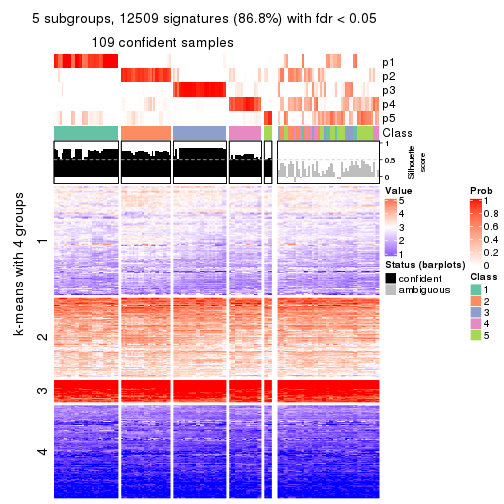 5 subgroups, 12509 signatures (86.8%) with fdr < 0.05
109 confident samples
p1
p2
p3
p4
p5
Class
1
0.5
0
Silhouette
score
k-means with 4 groups
1
2
3
4
Value
5
4
3
2
1
Status (barplots)
confident
ambiguous
Prob
1
0.8
0.6
0.4
0.2
0
Class
1
2
3
4
5